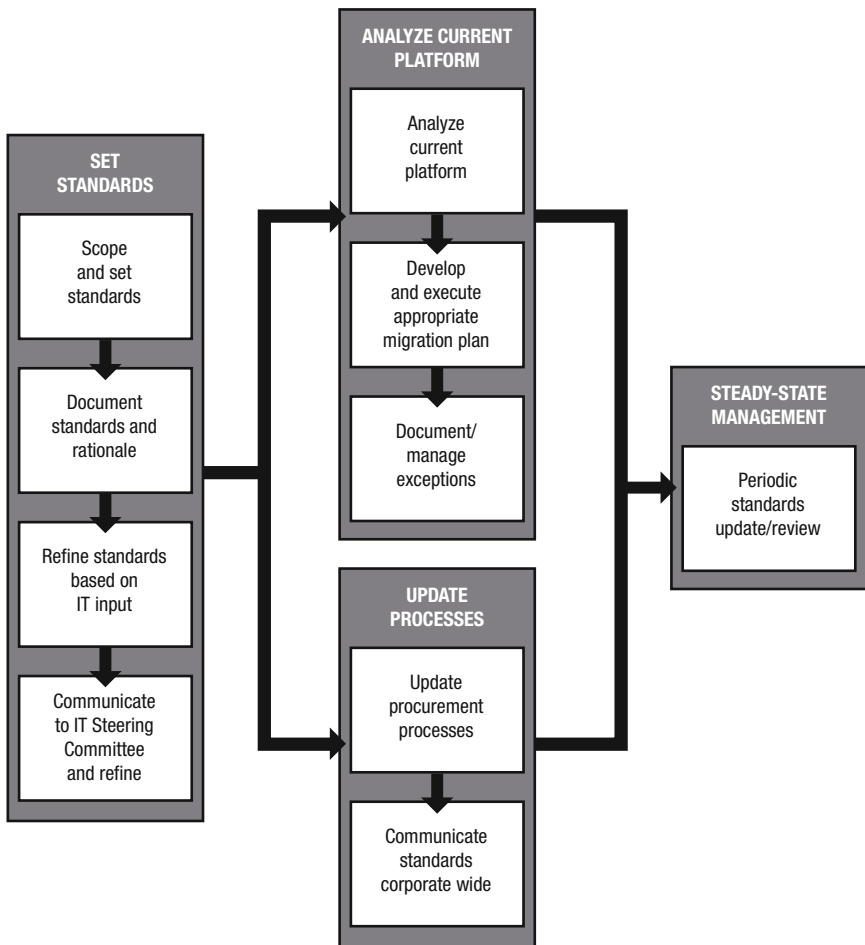 SET
STANDARDS
Scope
and set
standards
Document
standards and
rationale
Refine standards
based on
IT input
Communicate
to IT Steering
Committee
and refine
ANALYZE CURRENT
PLATFORM
Analyze
current
platform
Develop
and execute
appropriate
migration plan
Document/
manage
exceptions
UPDATE
PROCESSES
Update
procurement
processes
Communicate
standards
corporate wide
STEADY-STATE
MANAGEMENT
Periodic
standards
update/review